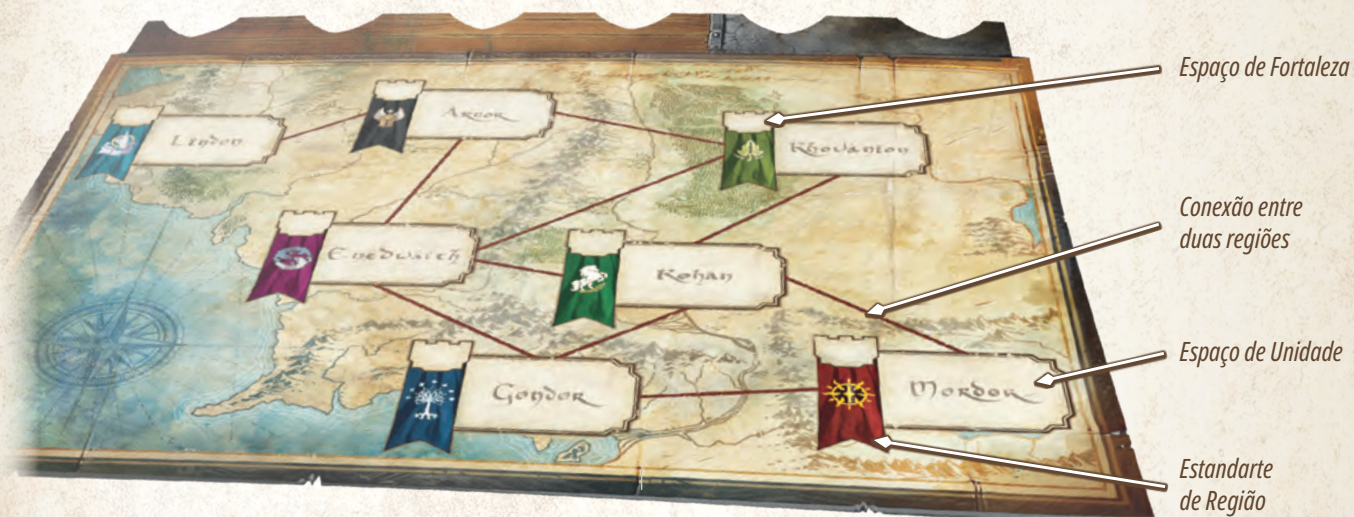 Espaço de Fortaleza
Arnor
Lindon
Rhovanion
Conexão entre
duas regiões
Enedwaith
Rohan
Espaço de Unidade
Gondor
Mordor
Estandarte
de Região